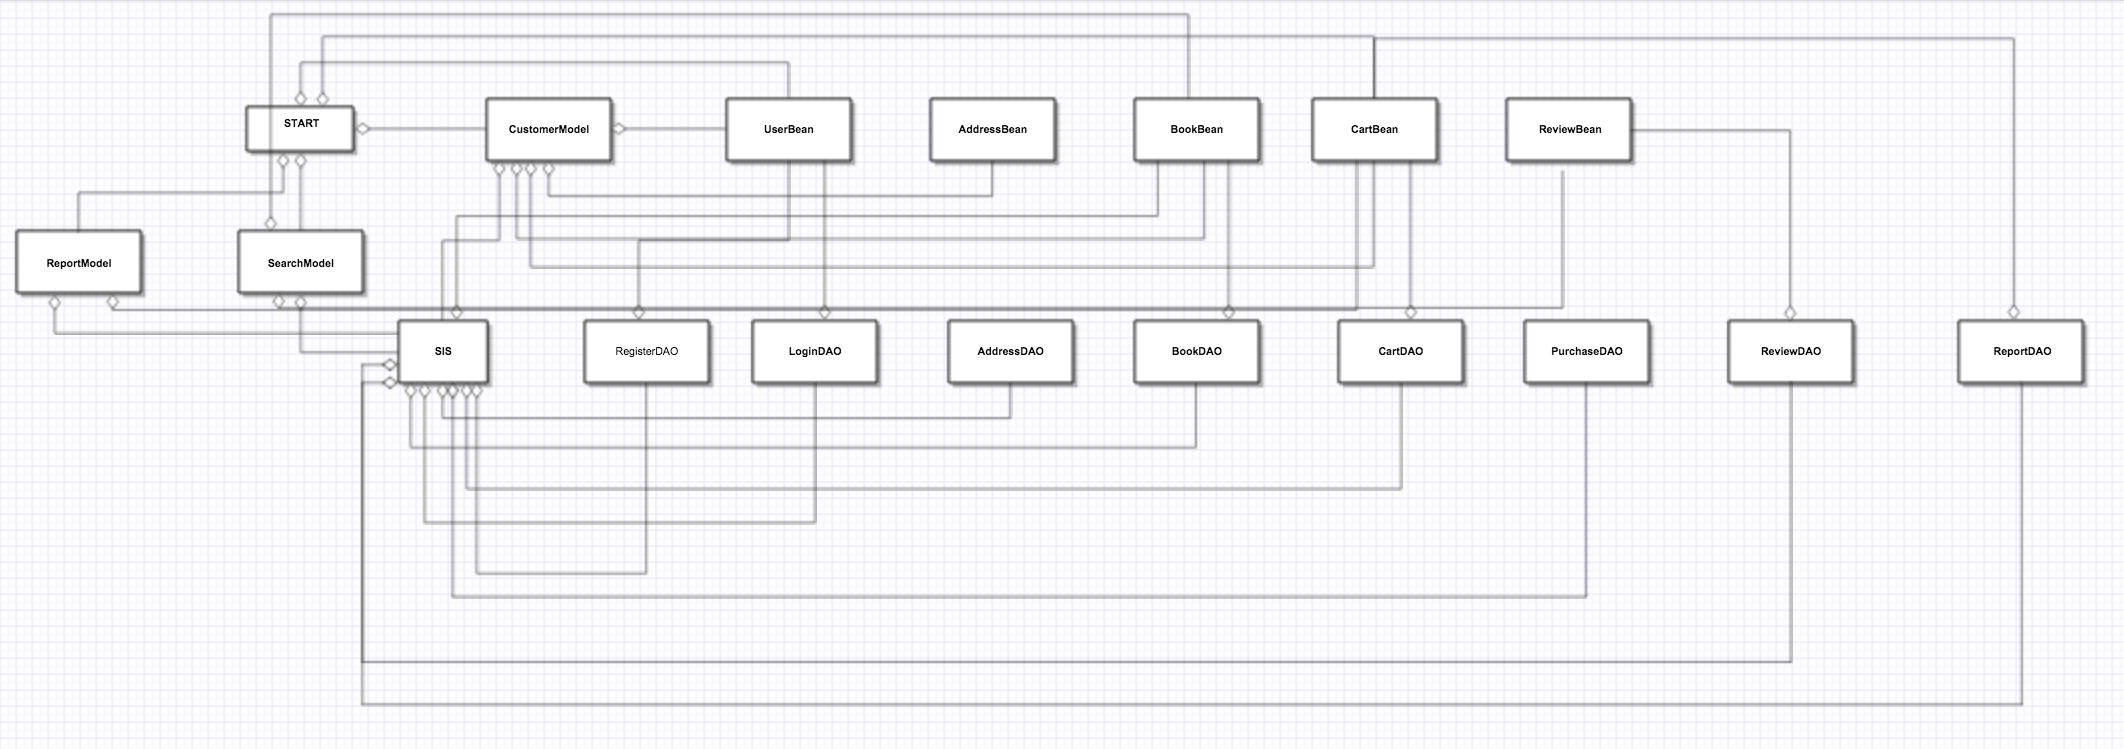 START
CustomerModel
UserBean
AddressBean
BookBean
CartBean
ReviewBean
ReportModel
SearchModel
SIS
RegisterDAO
LoginDAO
AddressDAO
BookDAO
CartDAO
PurchaseDAO
ReviewDAO
ReportDAO